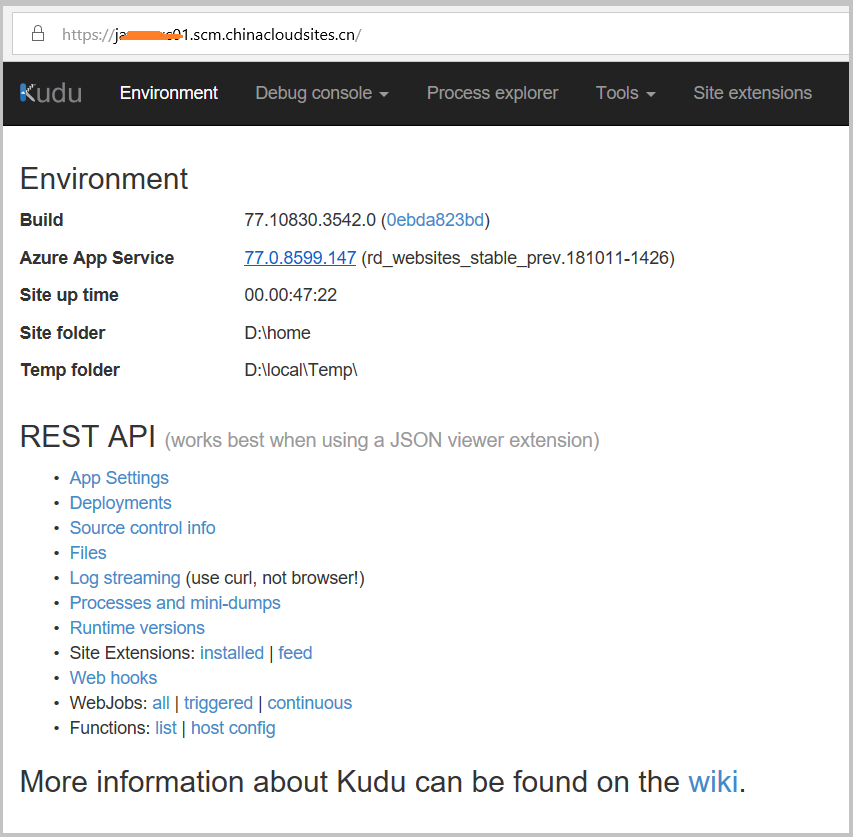 https://ja 1.scm.chinacloudsites.cn/
Kudu Environment Debug console Process explorer Tools Site extensions
Environment
Build 77.10830.3542.0 (0ebda823bd)
Azure App Service 77.0.8599.147 (rd_websites_stable_prev.181011-1426)
Site up time 00.00:47:22
Site folder D:\home
Temp folder D:\local\Temp\
REST API (works best when using a JSON viewer extension)
• App Settings
• Deployments
• Source control info
• Files
• Log streaming (use curl, not browser!)
• Processes and mini-dumps
• Runtime versions
• Site Extensions: installed | feed
• Web hooks
• WebJobs: all | triggered | continuous
• Functions: list | host config
More information about Kudu can be found on the wiki.